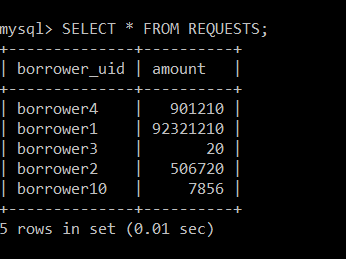 mysql> SELECT * FROM REQUESTS;
+--------------+----------+
| borrower_uid | amount   |
+--------------+----------+
| borrower4    |   901210 |
| borrower1    | 92321210 |
| borrower3    |       20 |
| borrower2    |   506720 |
| borrower10   |     7856 |
+--------------+----------+
5 rows in set (0.01 sec)